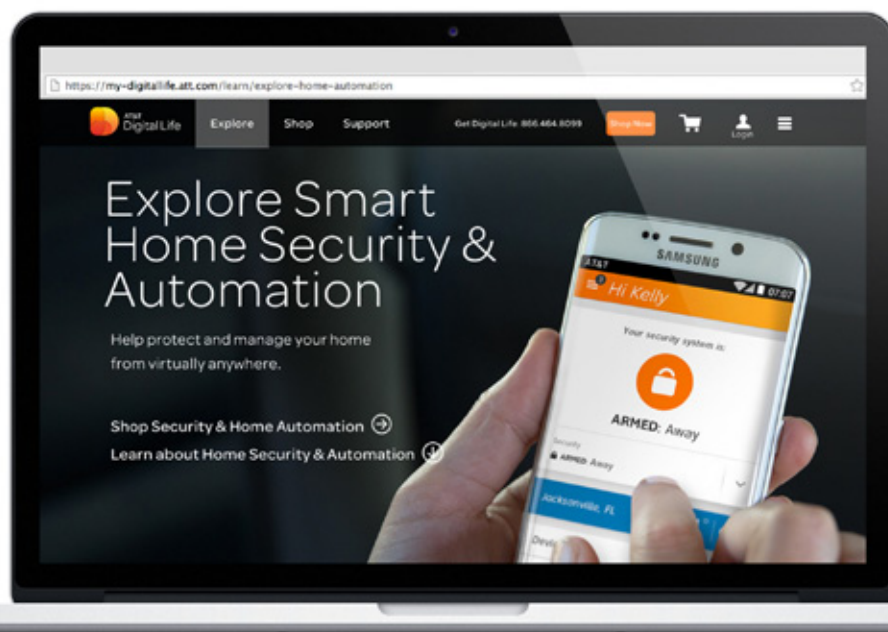 https://my-digitallife.att.com/learn/explore-home-automation
AT&T
Digital Life
Explore
Shop
Support
Get Digital Life: 866.464.8099
Shop Now
Login
Explore Smart
Home Security &
Automation
Help protect and manage your home
from virtually anywhere.
Shop Security & Home Automation
Learn about Home Security & Automation
SAMSUNG
AT&T
07:07
Hi Kelly
Your security system is:
ARMED: Away
Security
ARMED: Away
Jacksonville, FL